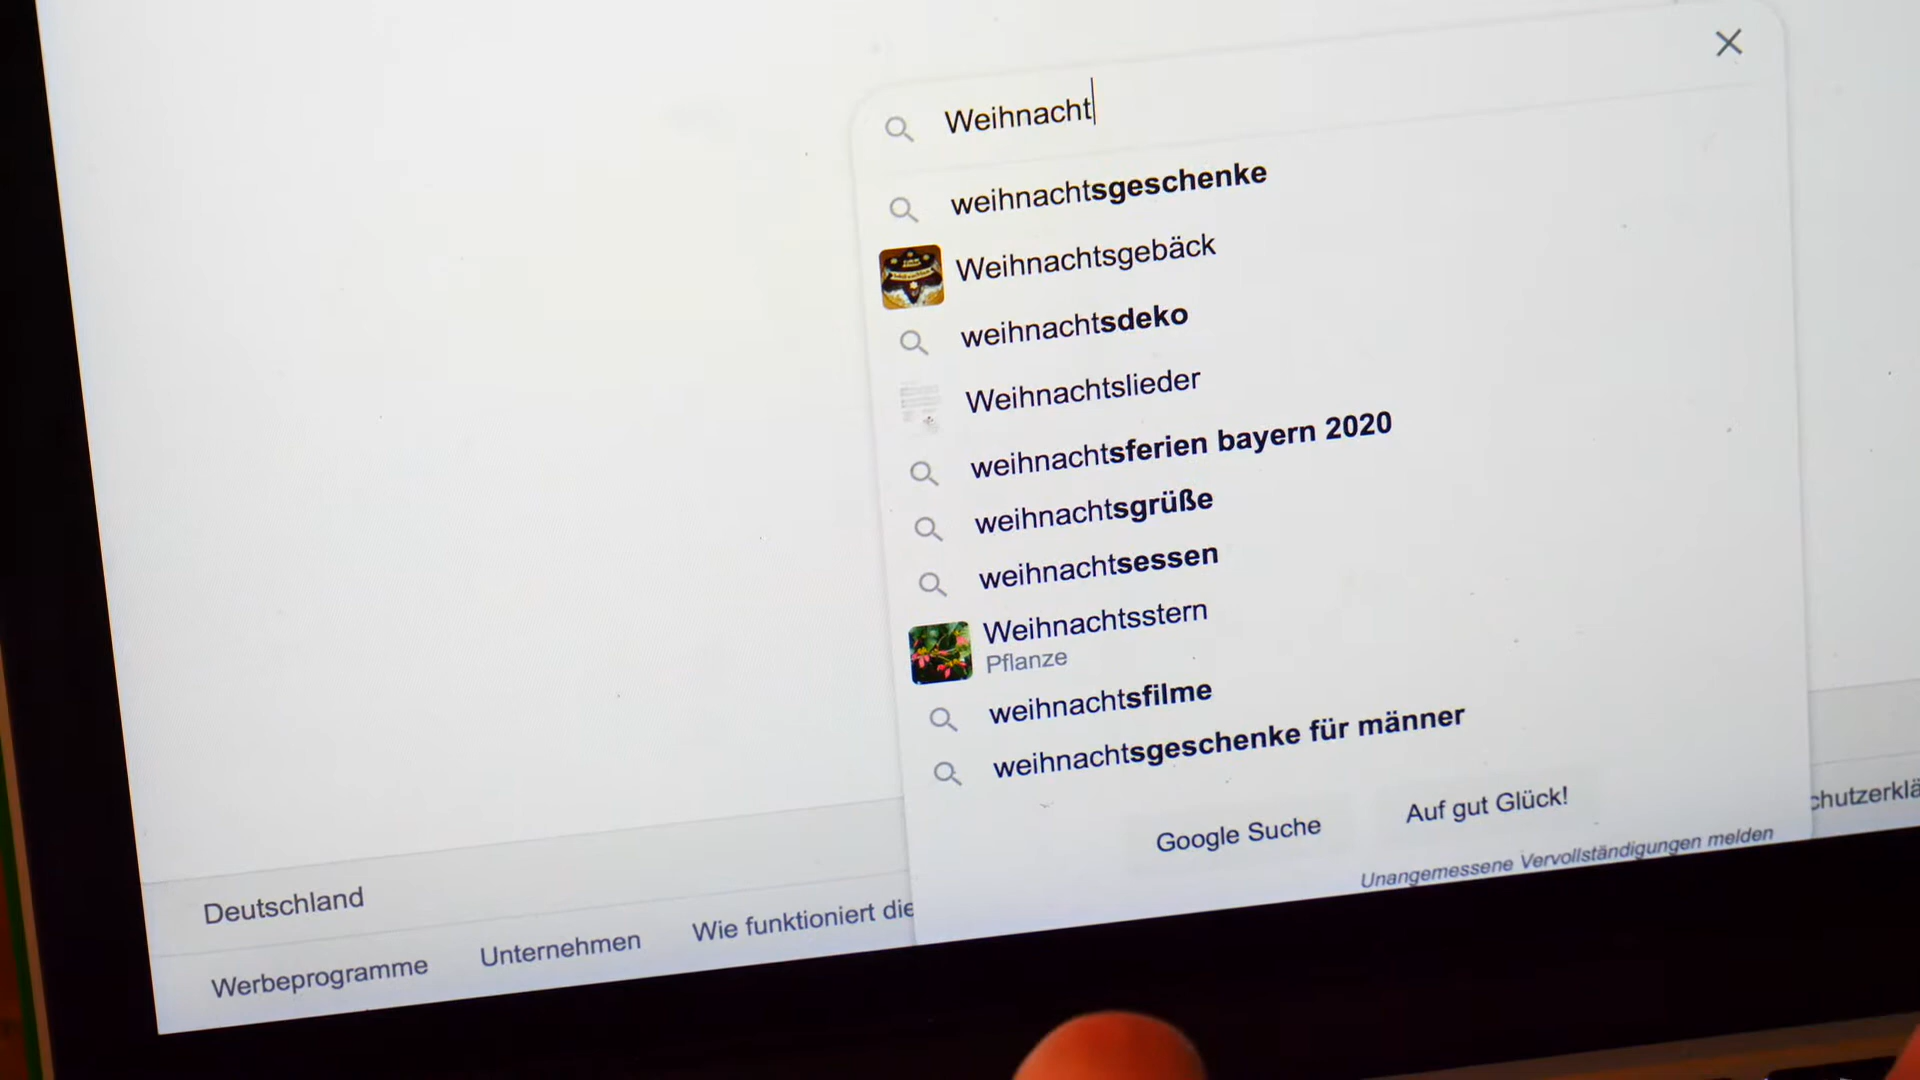 Weihnacht
weihnachtsgeschenke
Weihnachtsgebäck
weihnachtsdeko
Weihnachtslieder
weihnachtsferien bayern 2020
weihnachtsgrüße
weihnachtsessen
Weihnachtsstern
Pflanze
weihnachtsfilme
weihnachtsgeschenke für männer
Google Suche
Auf gut Glück!
Unangemessene Vervollständigungen melden
Deutschland
Werbeprogramme
Unternehmen
Wie funktioniert die
chutzerklä